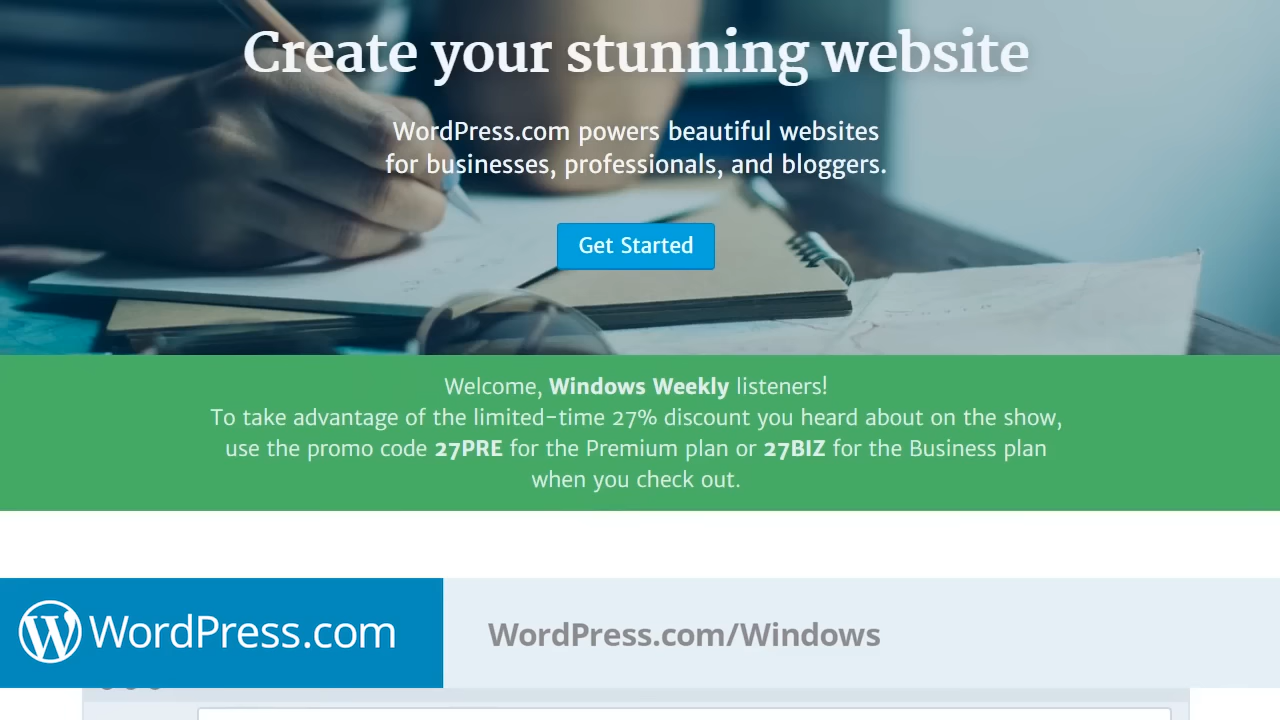 Create your stunning website
WordPress.com powers beautiful websites
for businesses, professionals, and bloggers.
Get Started
Welcome, Windows Weekly listeners!
To take advantage of the limited-time 27% discount you heard about on the show,
use the promo code 27PRE for the Premium plan or 27BIZ for the Business plan
when you check out.
WordPress.com
WordPress.com/Windows